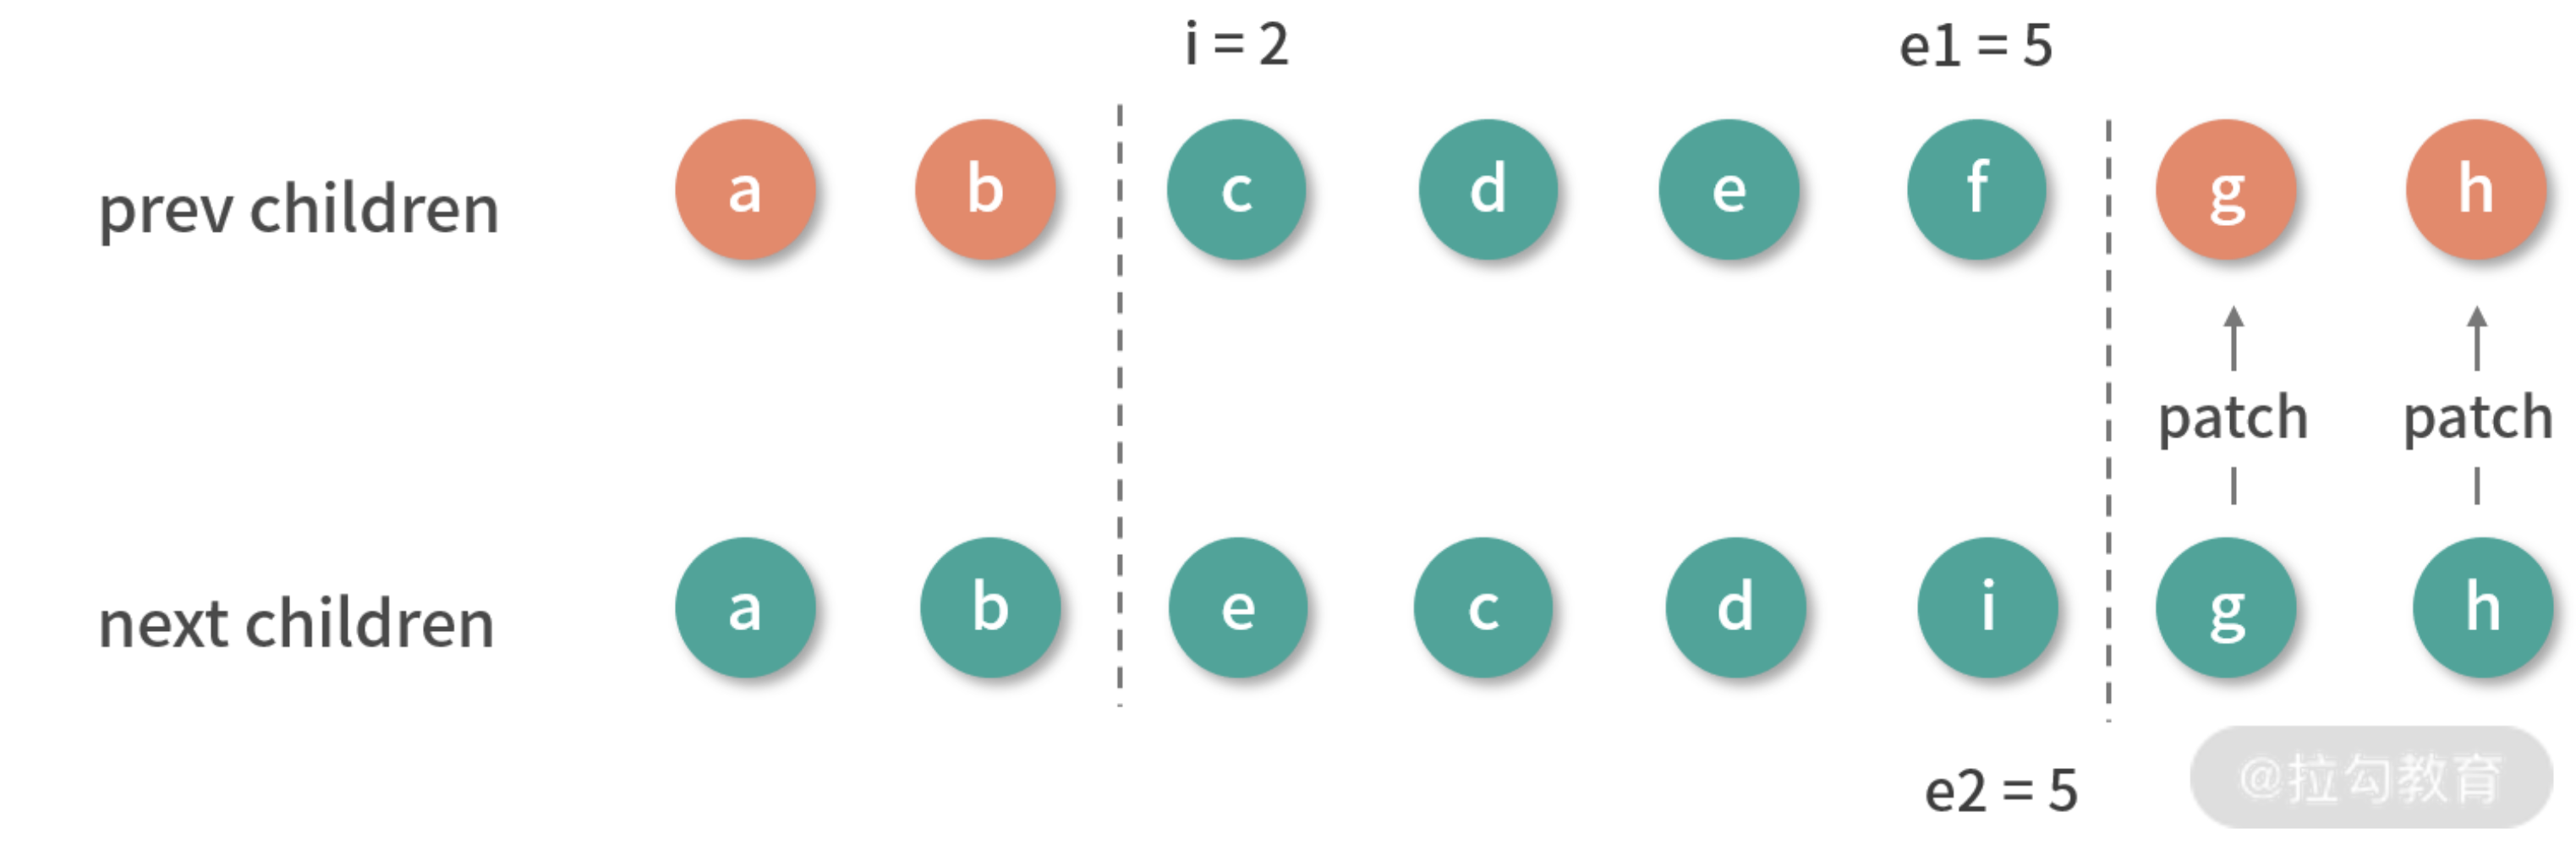 i = 2 e1 = 5
prev children a b c d e f g h
patch patch
next children a b e c d i g h
e2 = 5
@拉勾教育